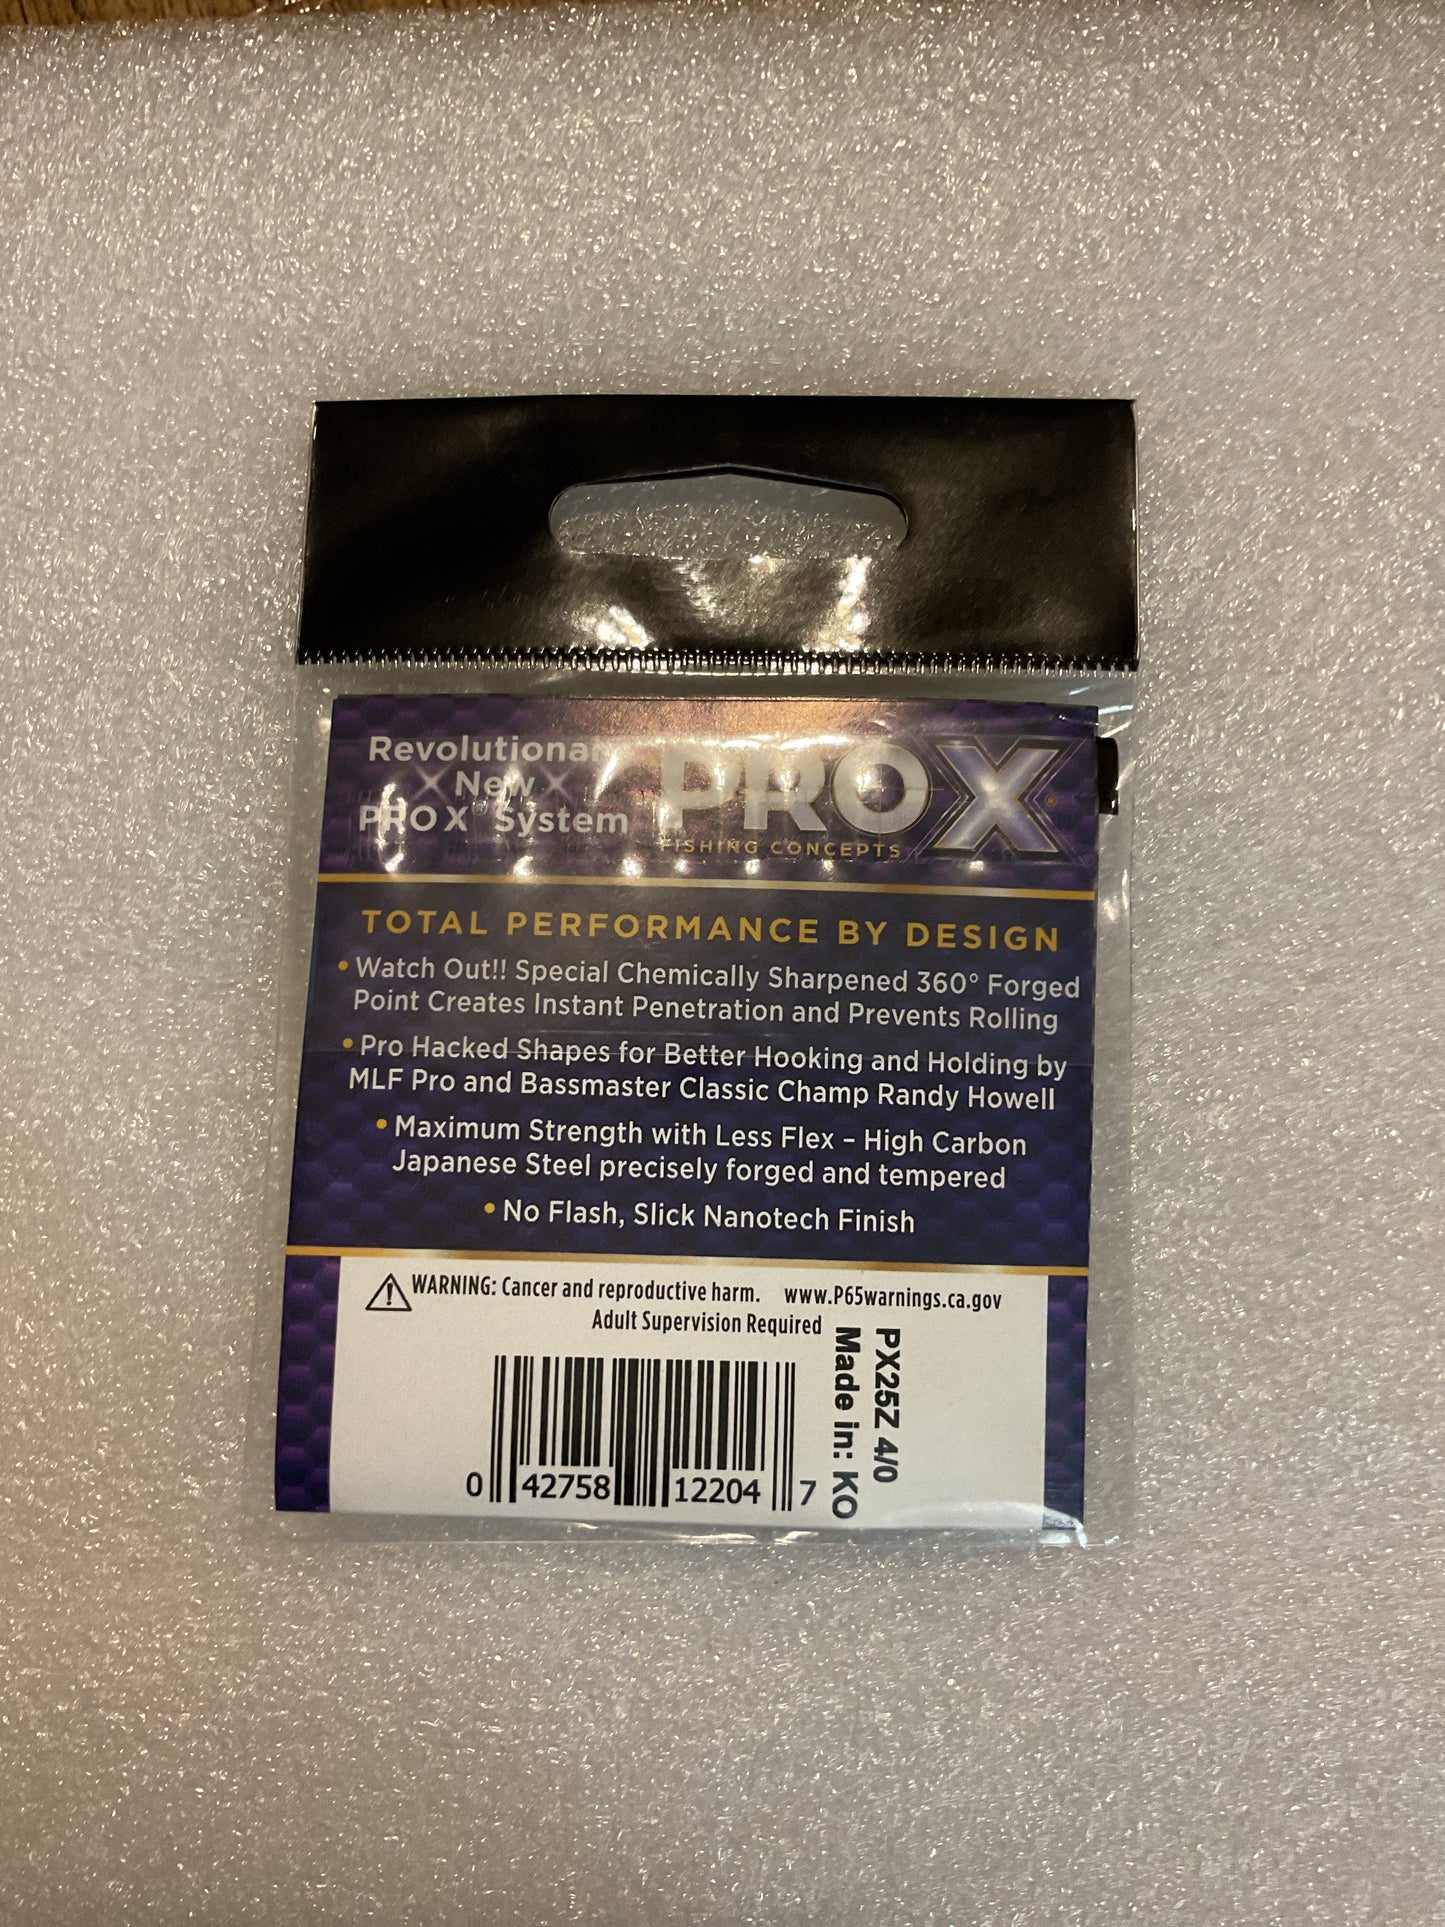 Revolutionar
New
PRO X® System
PROX®
FISHING CONCEPTS
TOTAL PERFORMANCE BY DESIGN
• Watch Out!! Special Chemically Sharpened 360° Forged
Point Creates Instant Penetration and Prevents Rolling
• Pro Hacked Shapes for Better Hooking and Holding by
MLF Pro and Bassmaster Classic Champ Randy Howell
• Maximum Strength with Less Flex – High Carbon
Japanese Steel precisely forged and tempered
• No Flash, Slick Nanotech Finish
WARNING: Cancer and reproductive harm. www.P65warnings.ca.gov
Adult Supervision Required
PX25Z 4/0
Made in: KO
0 42758 12204 7